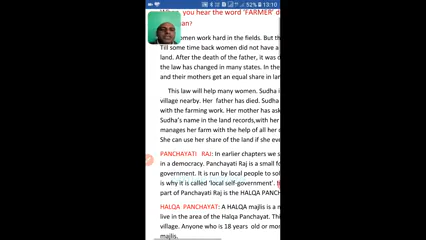 52% 13:10
When you hear the word 'FARMER' d
an?
omen work hard in the fields. But th
Till some time back women did not have a
land. After the death of the father, it was d
the law has changed in many states. In the
and their mothers get an equal share in lar
This law will help many women. Sudha i
village nearby. Her father has died. Sudha
with the farming work. Her mother has ask
Sudha's name in the land records,with her
manages her farm with the help of all her
She can use her share of the land if she eve
PANCHAYATI RAJ: In earlier chapters we s
in a democracy. Panchayati Raj is a small fo
government. It is run by local people to sol
is why it is called 'local self-government'.
part of Panchayati Raj is the HALQA PANCH
HALQA PANCHAYAT: A HALQA majlis is a n
live in the area of the Halqa Panchayat. Thi
village. Anyone who is 18 years old or mo
majlis.